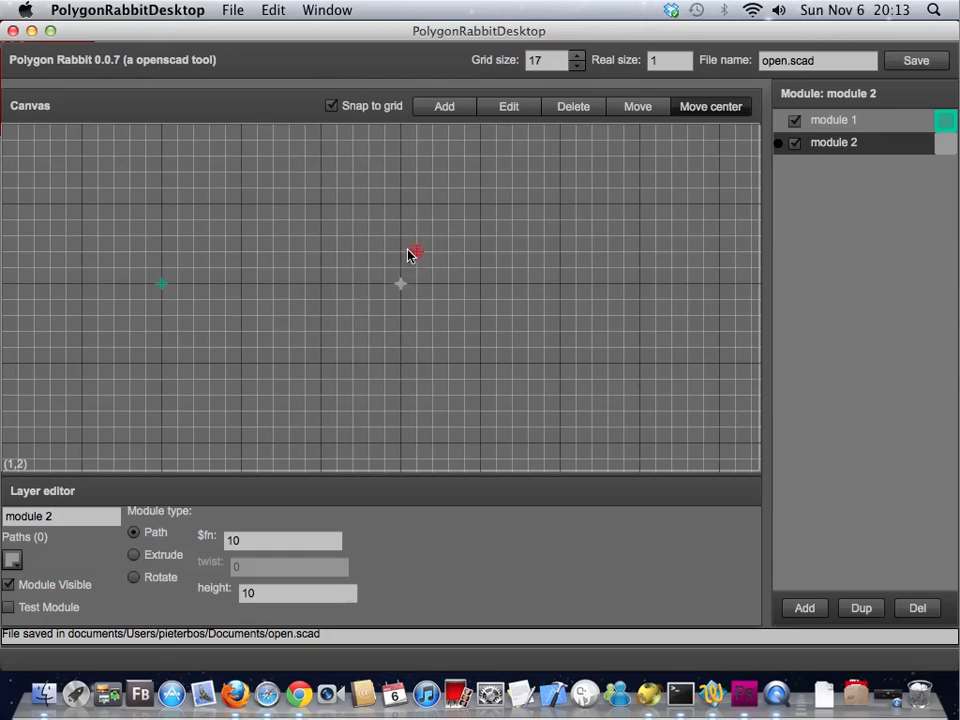 PolygonRabbitDesktop File Edit Window Sun Nov 6 20:13
PolygonRabbitDesktop
Polygon Rabbit 0.0.7 (a openscad tool) Grid size: 17 Real size: 1 File name: open.scad Save
Canvas Snap to grid Add Edit Delete Move Move center
Module: module 2
module 1
module 2
(1,2)
Layer editor
module 2
Module type:
Paths (0)
Path
Extrude
Rotate
$fn: 10
twist: 0
height: 10
Module Visible
Test Module
Add Dup Del
File saved in documents/Users/pieterbos/Documents/open.scad
FB
6